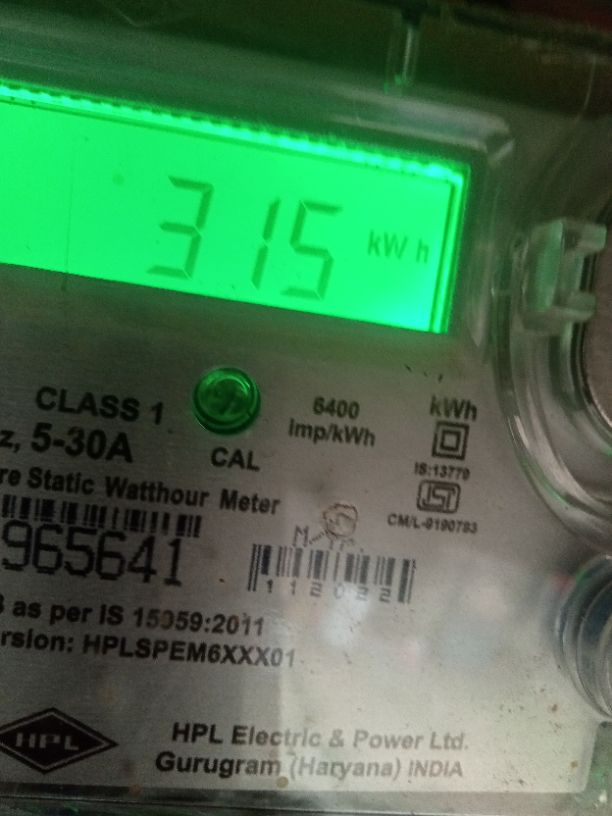 315 kWh
CLASS 1
6400
imp/kWh
kWh
z, 5-30A
CAL
IS:13779
re Static Watthour Meter
CM/L-9190783
965641
112022
as per IS 15959:2011
rsion: HPLSPEM6XXX01
HPL
HPL Electric & Power Ltd.
Gurugram (Haryana) INDIA